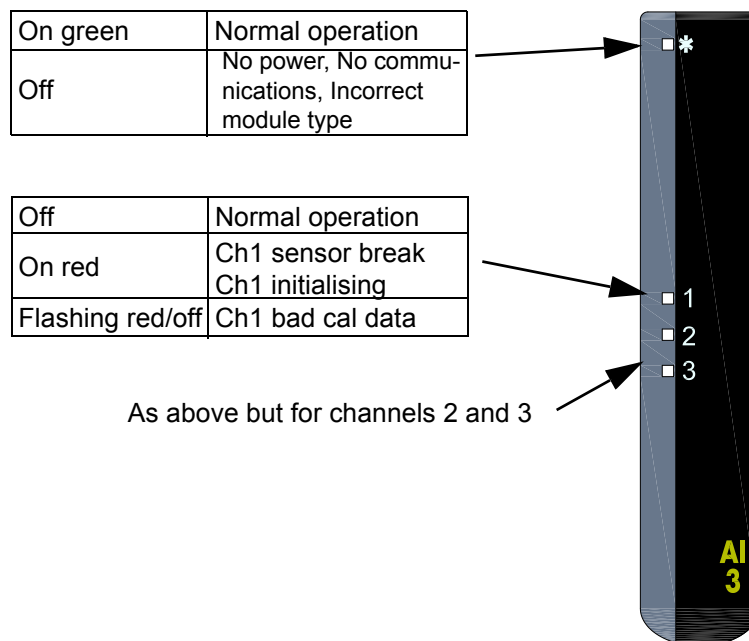 On green Normal operation
Off No power, No commu-
nications, Incorrect
module type
*
Off Normal operation
On red Ch1 sensor break
Ch1 initialising
Flashing red/off Ch1 bad cal data
1
2
3
As above but for channels 2 and 3
AI
3